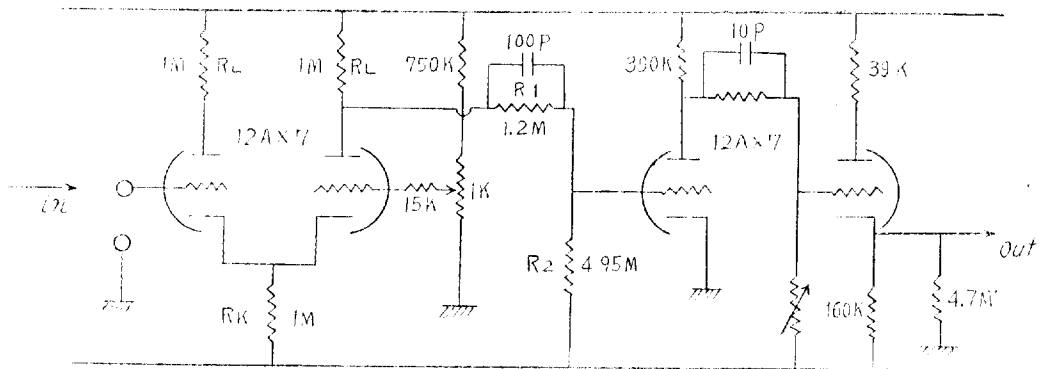 1M RL
1M RL
750K
100P
R1
1.2M
390K
10P
39K
12AX7
12AX7
in
15K
1K
R2 4.95M
Out
RK 1M
160K
4.7M